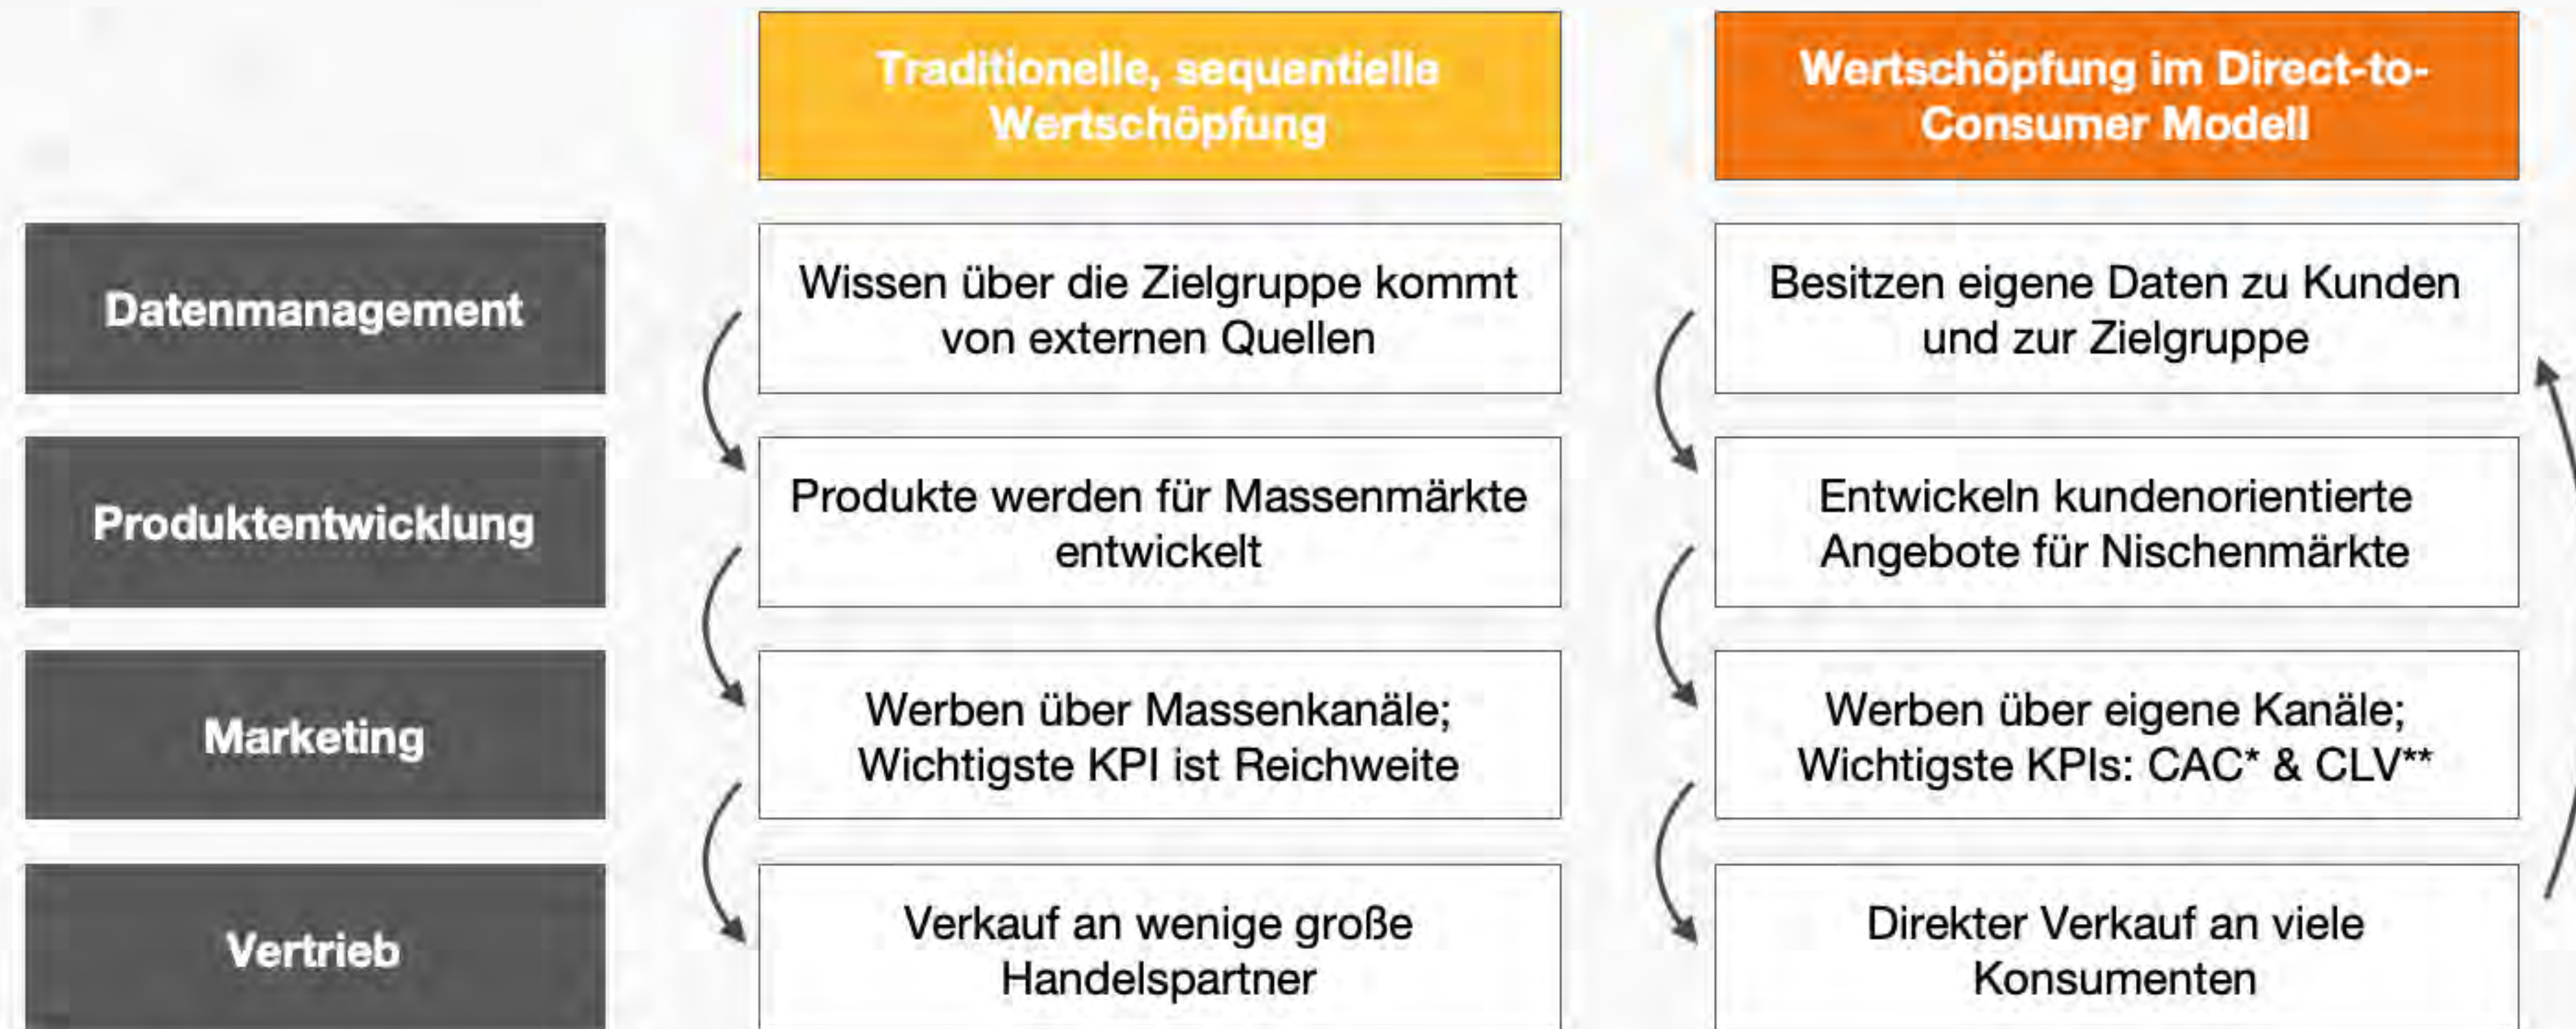 Traditionelle, sequentielle
Wertschöpfung
Wertschöpfung im Direct-to-
Consumer Modell
Datenmanagement
Wissen über die Zielgruppe kommt
von externen Quellen
Besitzen eigene Daten zu Kunden
und zur Zielgruppe
Produktentwicklung
Produkte werden für Massenmärkte
entwickelt
Entwickeln kundenorientierte
Angebote für Nischenmärkte
Marketing
Werben über Massenkanäle;
Wichtigste KPI ist Reichweite
Werben über eigene Kanäle;
Wichtigste KPIs: CAC* & CLV**
Vertrieb
Verkauf an wenige große
Handelspartner
Direkter Verkauf an viele
Konsumenten